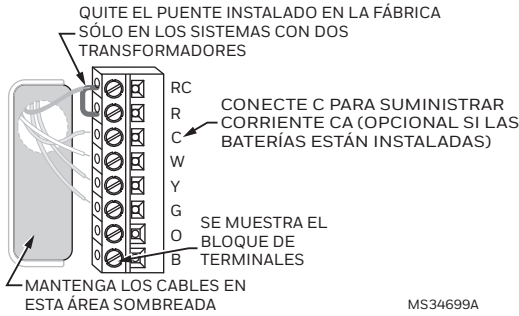 QUITE EL PUENTE INSTALADO EN LA FÁBRICA
SÓLO EN LOS SISTEMAS CON DOS
TRANSFORMADORES
RC
R
C
W
Y
G
O
B
CONECTE C PARA SUMINISTRAR
CORRIENTE CA (OPCIONAL SI LAS
BATERÍAS ESTÁN INSTALADAS)
SE MUESTRA EL
BLOQUE DE
TERMINALES
MANTENGA LOS CABLES EN
ESTA ÁREA SOMBREADA
MS34699A